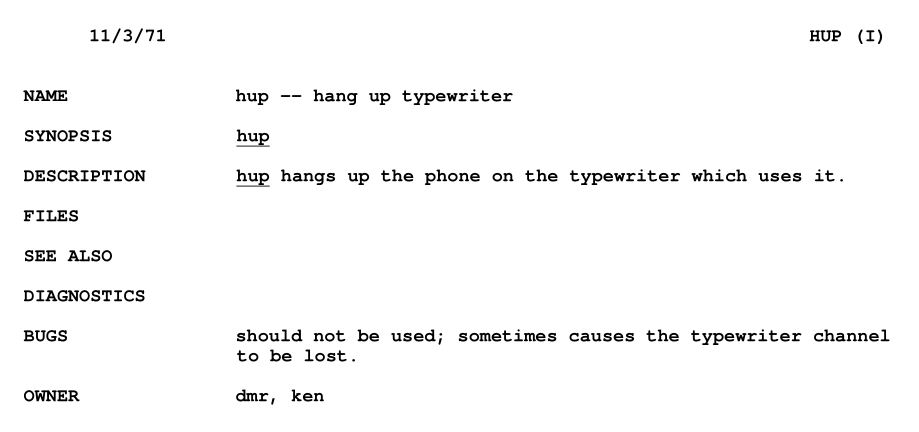 11/3/71 HUP (I)
NAME hup -- hang up typewriter
SYNOPSIS hup
DESCRIPTION hup hangs up the phone on the typewriter which uses it.
FILES
SEE ALSO
DIAGNOSTICS
BUGS should not be used; sometimes causes the typewriter channel
to be lost.
OWNER dmr, ken